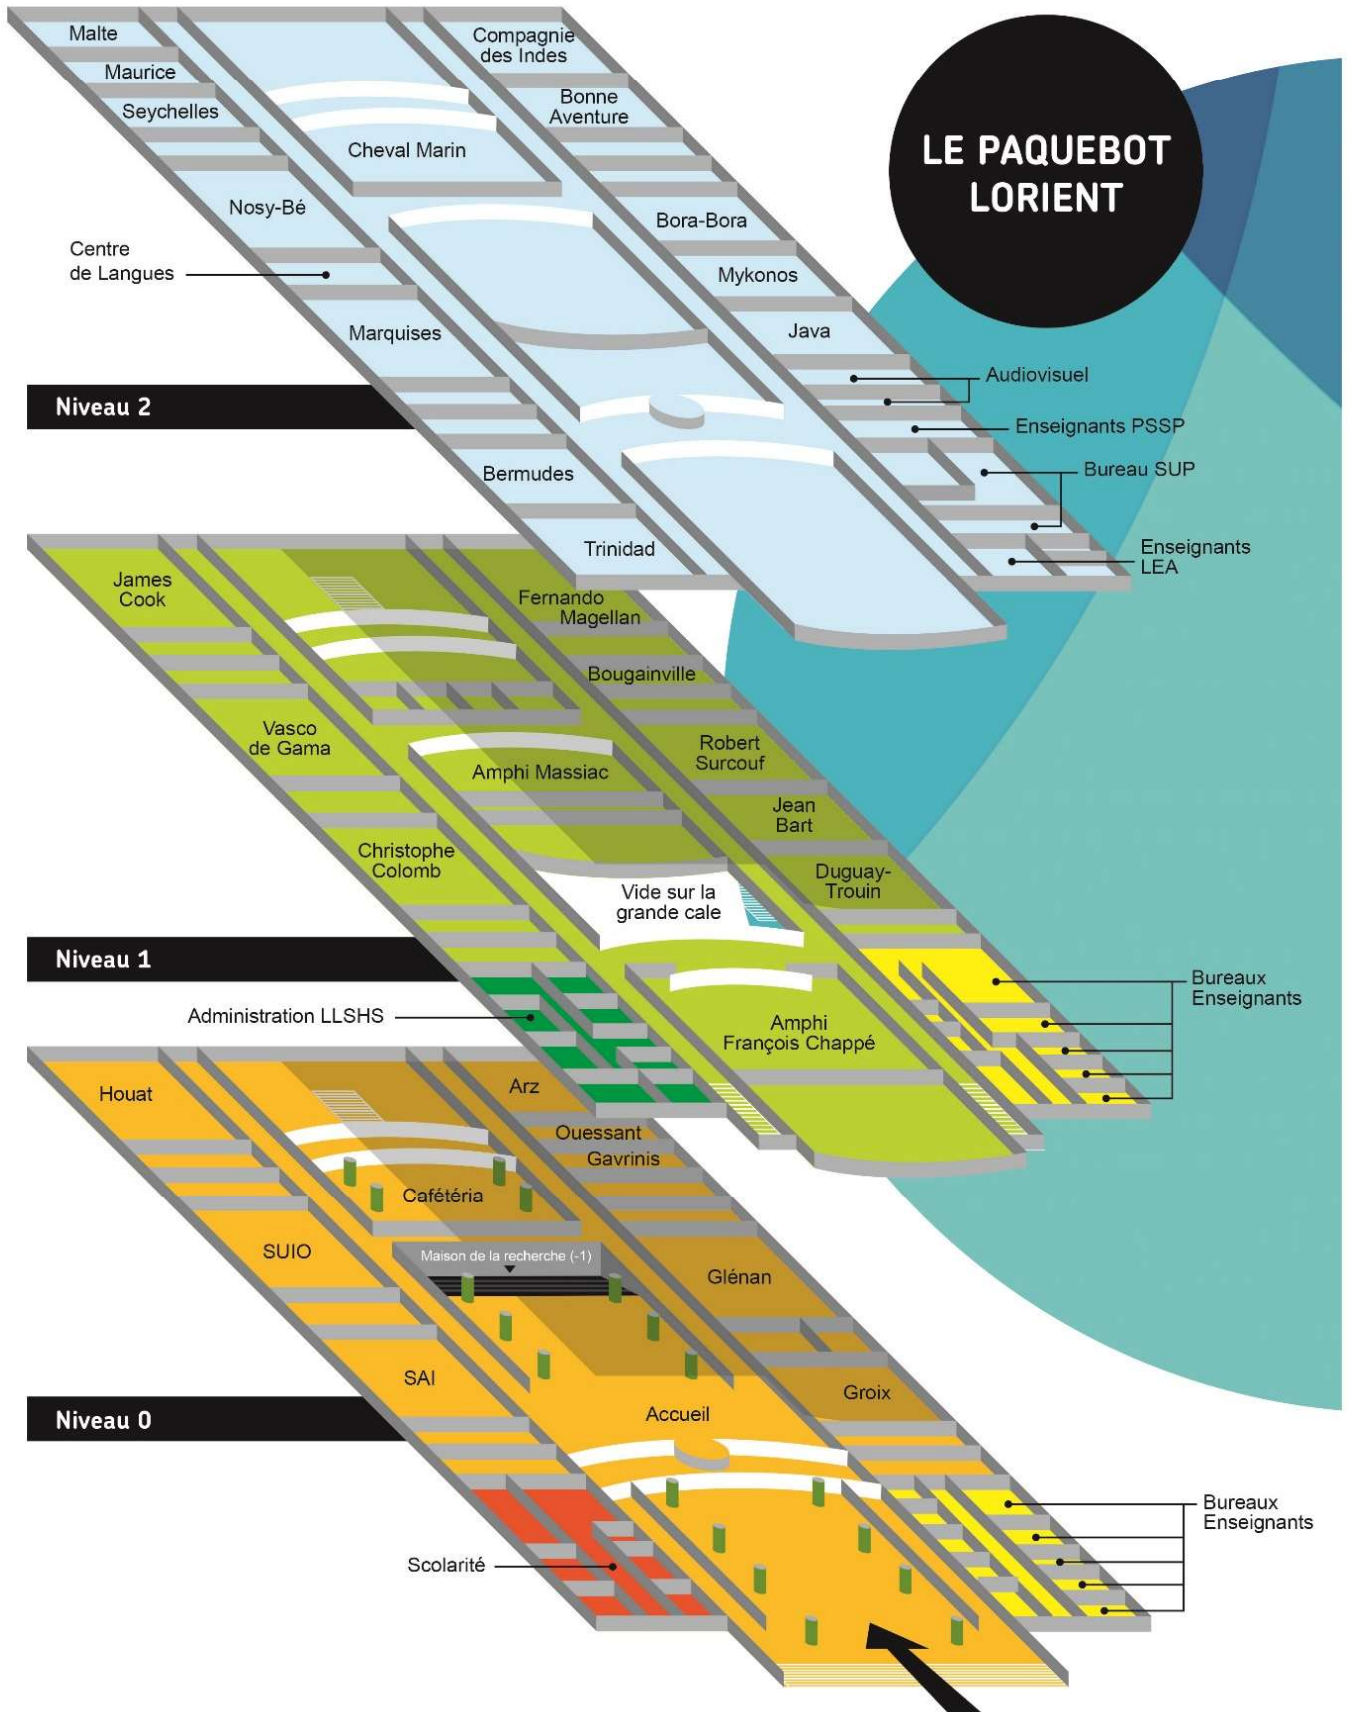 LE PAQUEBOT
LORIENT
Malte
Maurice
Seychelles
Compagnie
des Indes
Bonne
Aventure
Cheval Marin
Nosy-Bé
Bora-Bora
Centre
de Langues
Mykonos
Marquises
Java
Audiovisuel
Niveau 2
Enseignants PSSP
Bermudes
Bureau SUP
Trinidad
Enseignants
LEA
James
Cook
Fernando
Magellan
Bougainville
Vasco
de Gama
Robert
Surcouf
Amphi Massiac
Jean
Bart
Christophe
Colomb
Duguay-
Trouin
Vide sur la
grande cale
Niveau 1
Bureaux
Enseignants
Administration LLSHS
Amphi
François Chappé
Houat
Arz
Ouessant
Gavrinis
Cafétéria
SUIO
Maison de la recherche (-1)
Glénan
SAI
Groix
Niveau 0
Accueil
Bureaux
Enseignants
Scolarité